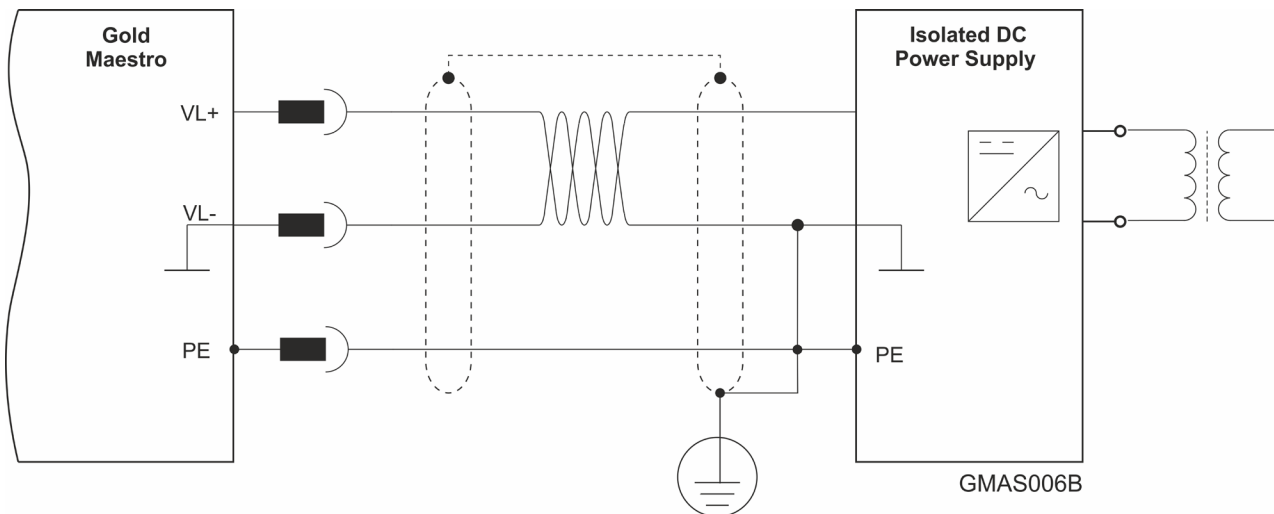 Gold
Maestro
Isolated DC
Power Supply
VL+
VL-
PE
PE
GMAS006B